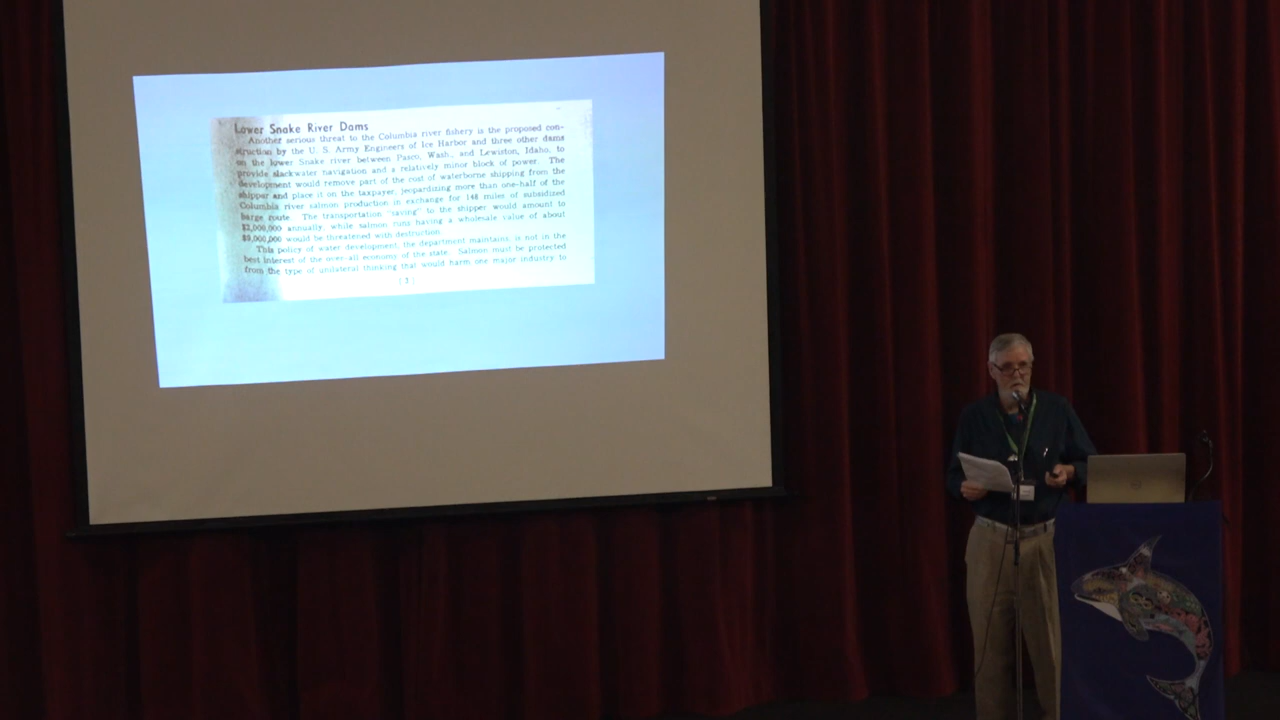 Lower Snake River Dams
Another serious threat to the Columbia river fishery is the proposed con-
struction by the U. S. Army Engineers of Ice Harbor and three other dams
on the lower Snake river between Pasco, Wash., and Lewiston, Idaho, to
provide slackwater navigation and a relatively minor block of power. The
development would remove part of the cost of waterborne shipping from the
shipper and place it on the taxpayer, jeopardizing more than one-half of the
Columbia river salmon production in exchange for 148 miles of subsidized
barge route. The transportation "saving" to the shipper would amount to
$2,000,000 annually, while salmon runs having a wholesale value of about
$9,000,000 would be threatened with destruction.
This policy of water development, the department maintains, is not in the
best interest of the over-all economy of the state. Salmon must be protected
from the type of unilateral thinking that would harm one major industry to